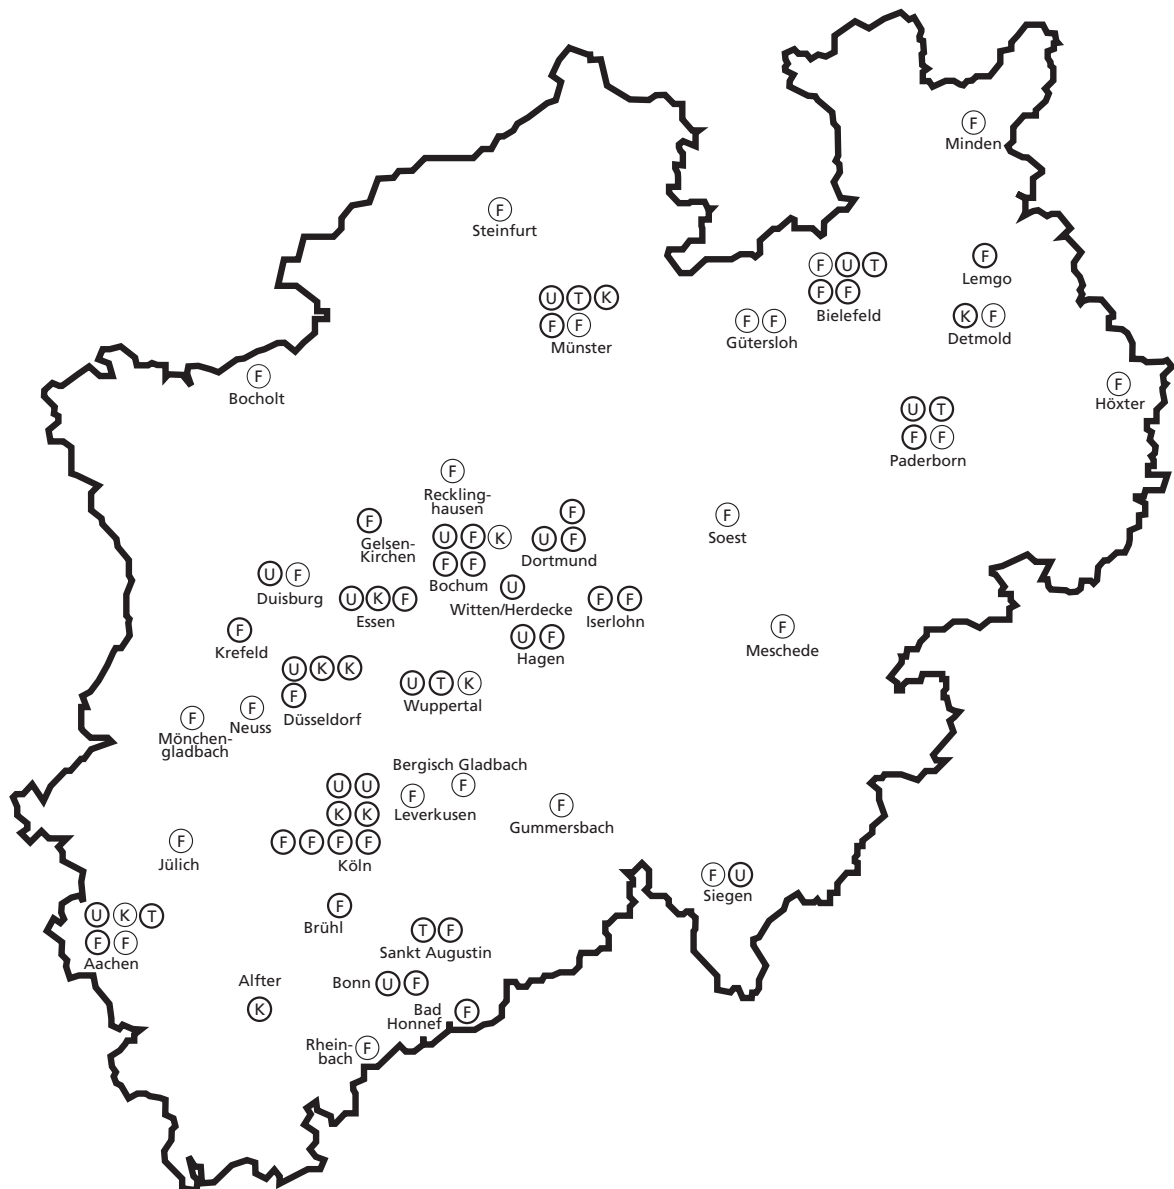 F
Minden
F
Steinfurt
F
Lemgo
F U T
F F
Bielefeld
U T K
F F
Münster
F F
Gütersloh
K F
Detmold
F
Bocholt
F
Höxter
U T
F F
Paderborn
F
Reckling-
hausen
F
Gelsen-
Kirchen
U F K
F F
Bochum
F
U F
Dortmund
F
Soest
U F
Duisburg
U K F
Essen
U
Witten/Herdecke
F F
Iserlohn
F
Krefeld
U F
Hagen
F
Meschede
U K K
F
Düsseldorf
U T K
Wuppertal
F
Neuss
F
Mönchen-
gladbach
Bergisch Gladbach
F
F
Leverkusen
U U
K K
F F F F
Köln
F
Gummersbach
F
Jülich
F U
Siegen
U K T
F F
Aachen
F
Brühl
T F
Sankt Augustin
Alfter
K
Bonn U F
Bad
Honnef
F
Rhein-
bach
F